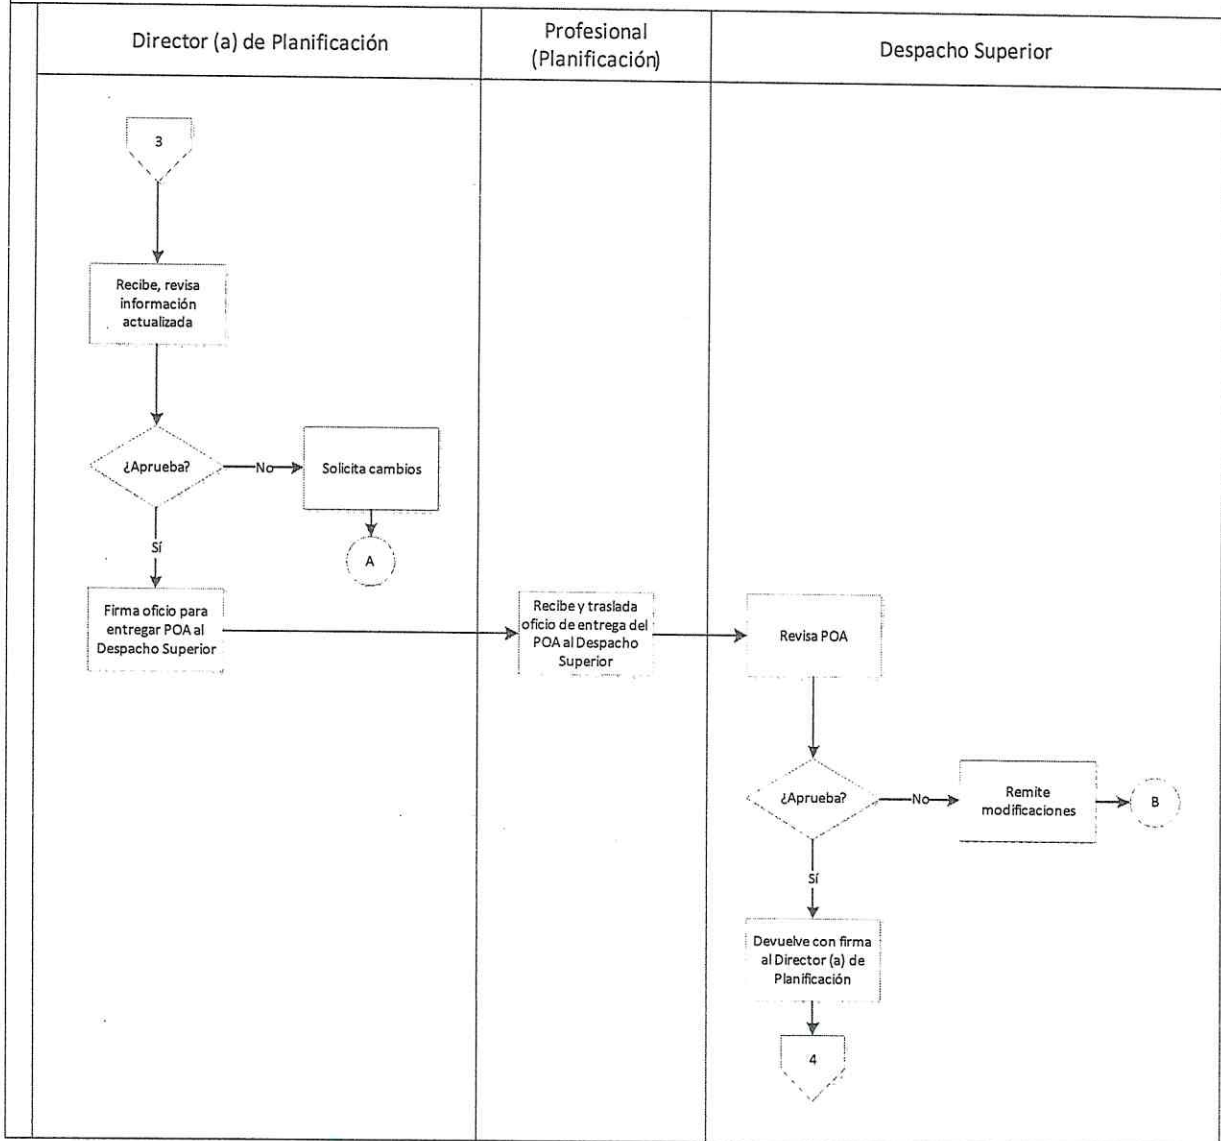 Director (a) de Planificación
Profesional
(Planificación)
Despacho Superior
3
Recibe, revisa
información
actualizada
¿Aprueba?
No
Solicita cambios
A
Sí
Firma oficio para
entregar POA al
Despacho Superior
Recibe y traslada
oficio de entrega del
POA al Despacho
Superior
Revisa POA
¿Aprueba?
No
Remite
modificaciones
B
Sí
Devuelve con firma
al Director (a) de
Planificación
4